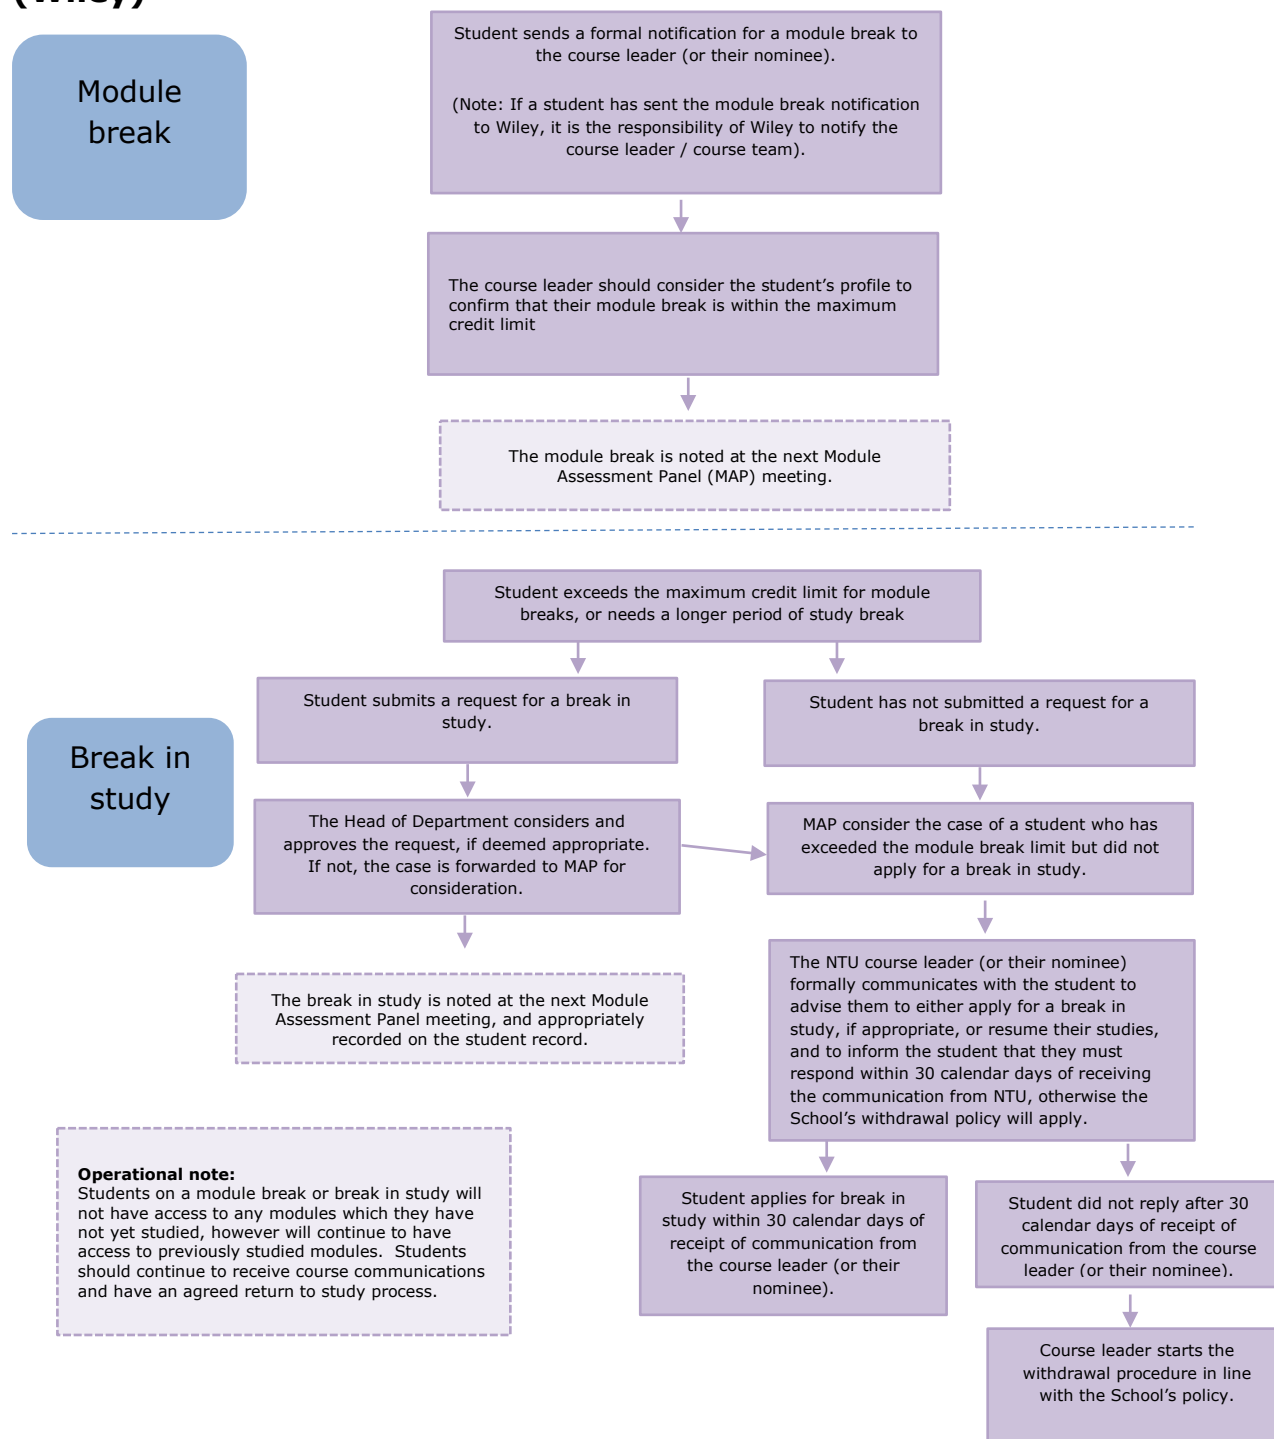 (Wiley)
Module
break
Student sends a formal notification for a module break to
the course leader (or their nominee).
(Note: If a student has sent the module break notification
to Wiley, it is the responsibility of Wiley to notify the
course leader / course team).
The course leader should consider the student’s profile to
confirm that their module break is within the maximum
credit limit
The module break is noted at the next Module
Assessment Panel (MAP) meeting.
Student exceeds the maximum credit limit for module
breaks, or needs a longer period of study break
Student submits a request for a break in
study.
Student has not submitted a request for a
break in study.
Break in
study
The Head of Department considers and
approves the request, if deemed appropriate.
If not, the case is forwarded to MAP for
consideration.
MAP consider the case of a student who has
exceeded the module break limit but did not
apply for a break in study.
The break in study is noted at the next Module
Assessment Panel meeting, and appropriately
recorded on the student record.
The NTU course leader (or their nominee)
formally communicates with the student to
advise them to either apply for a break in
study, if appropriate, or resume their studies,
and to inform the student that they must
respond within 30 calendar days of receiving
the communication from NTU, otherwise the
School’s withdrawal policy will apply.
Operational note:
Students on a module break or break in study will
not have access to any modules which they have
not yet studied, however will continue to have
access to previously studied modules.  Students
should continue to receive course communications
and have an agreed return to study process.
Student applies for break in
study within 30 calendar days of
receipt of communication from
the course leader (or their
nominee).
Student did not reply after 30
calendar days of receipt of
communication from the course
leader (or their nominee).
Course leader starts the
withdrawal procedure in line
with the School’s policy.